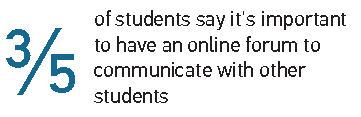 3/5
of students say it's important
to have an online forum to
communicate with other
students